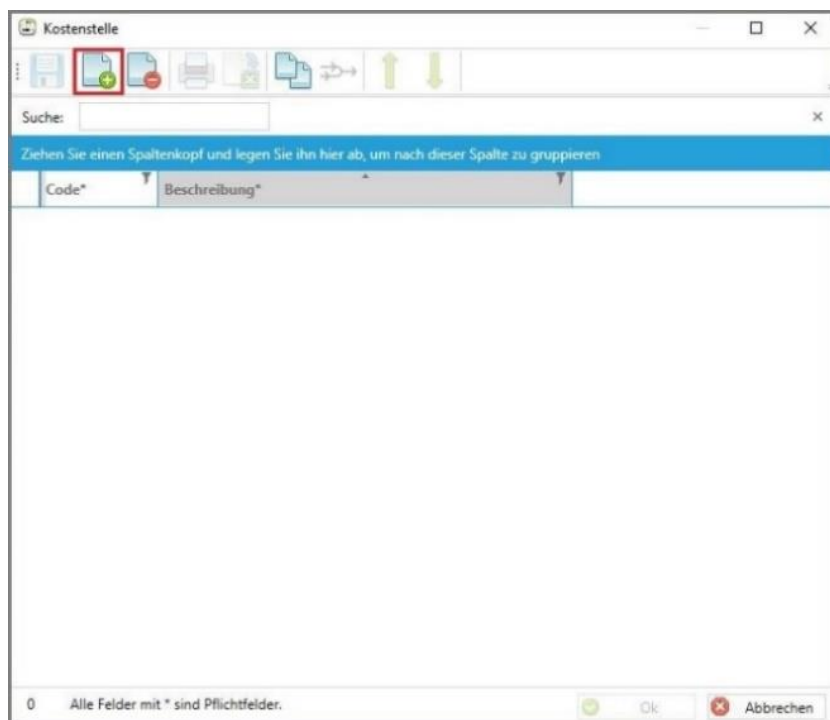 Kostenstelle
Suche:
Ziehen Sie einen Spaltenkopf und legen Sie ihn hier ab, um nach dieser Spalte zu gruppieren
Code* Beschreibung*
0 Alle Felder mit * sind Pflichtfelder. Ok Abbrechen